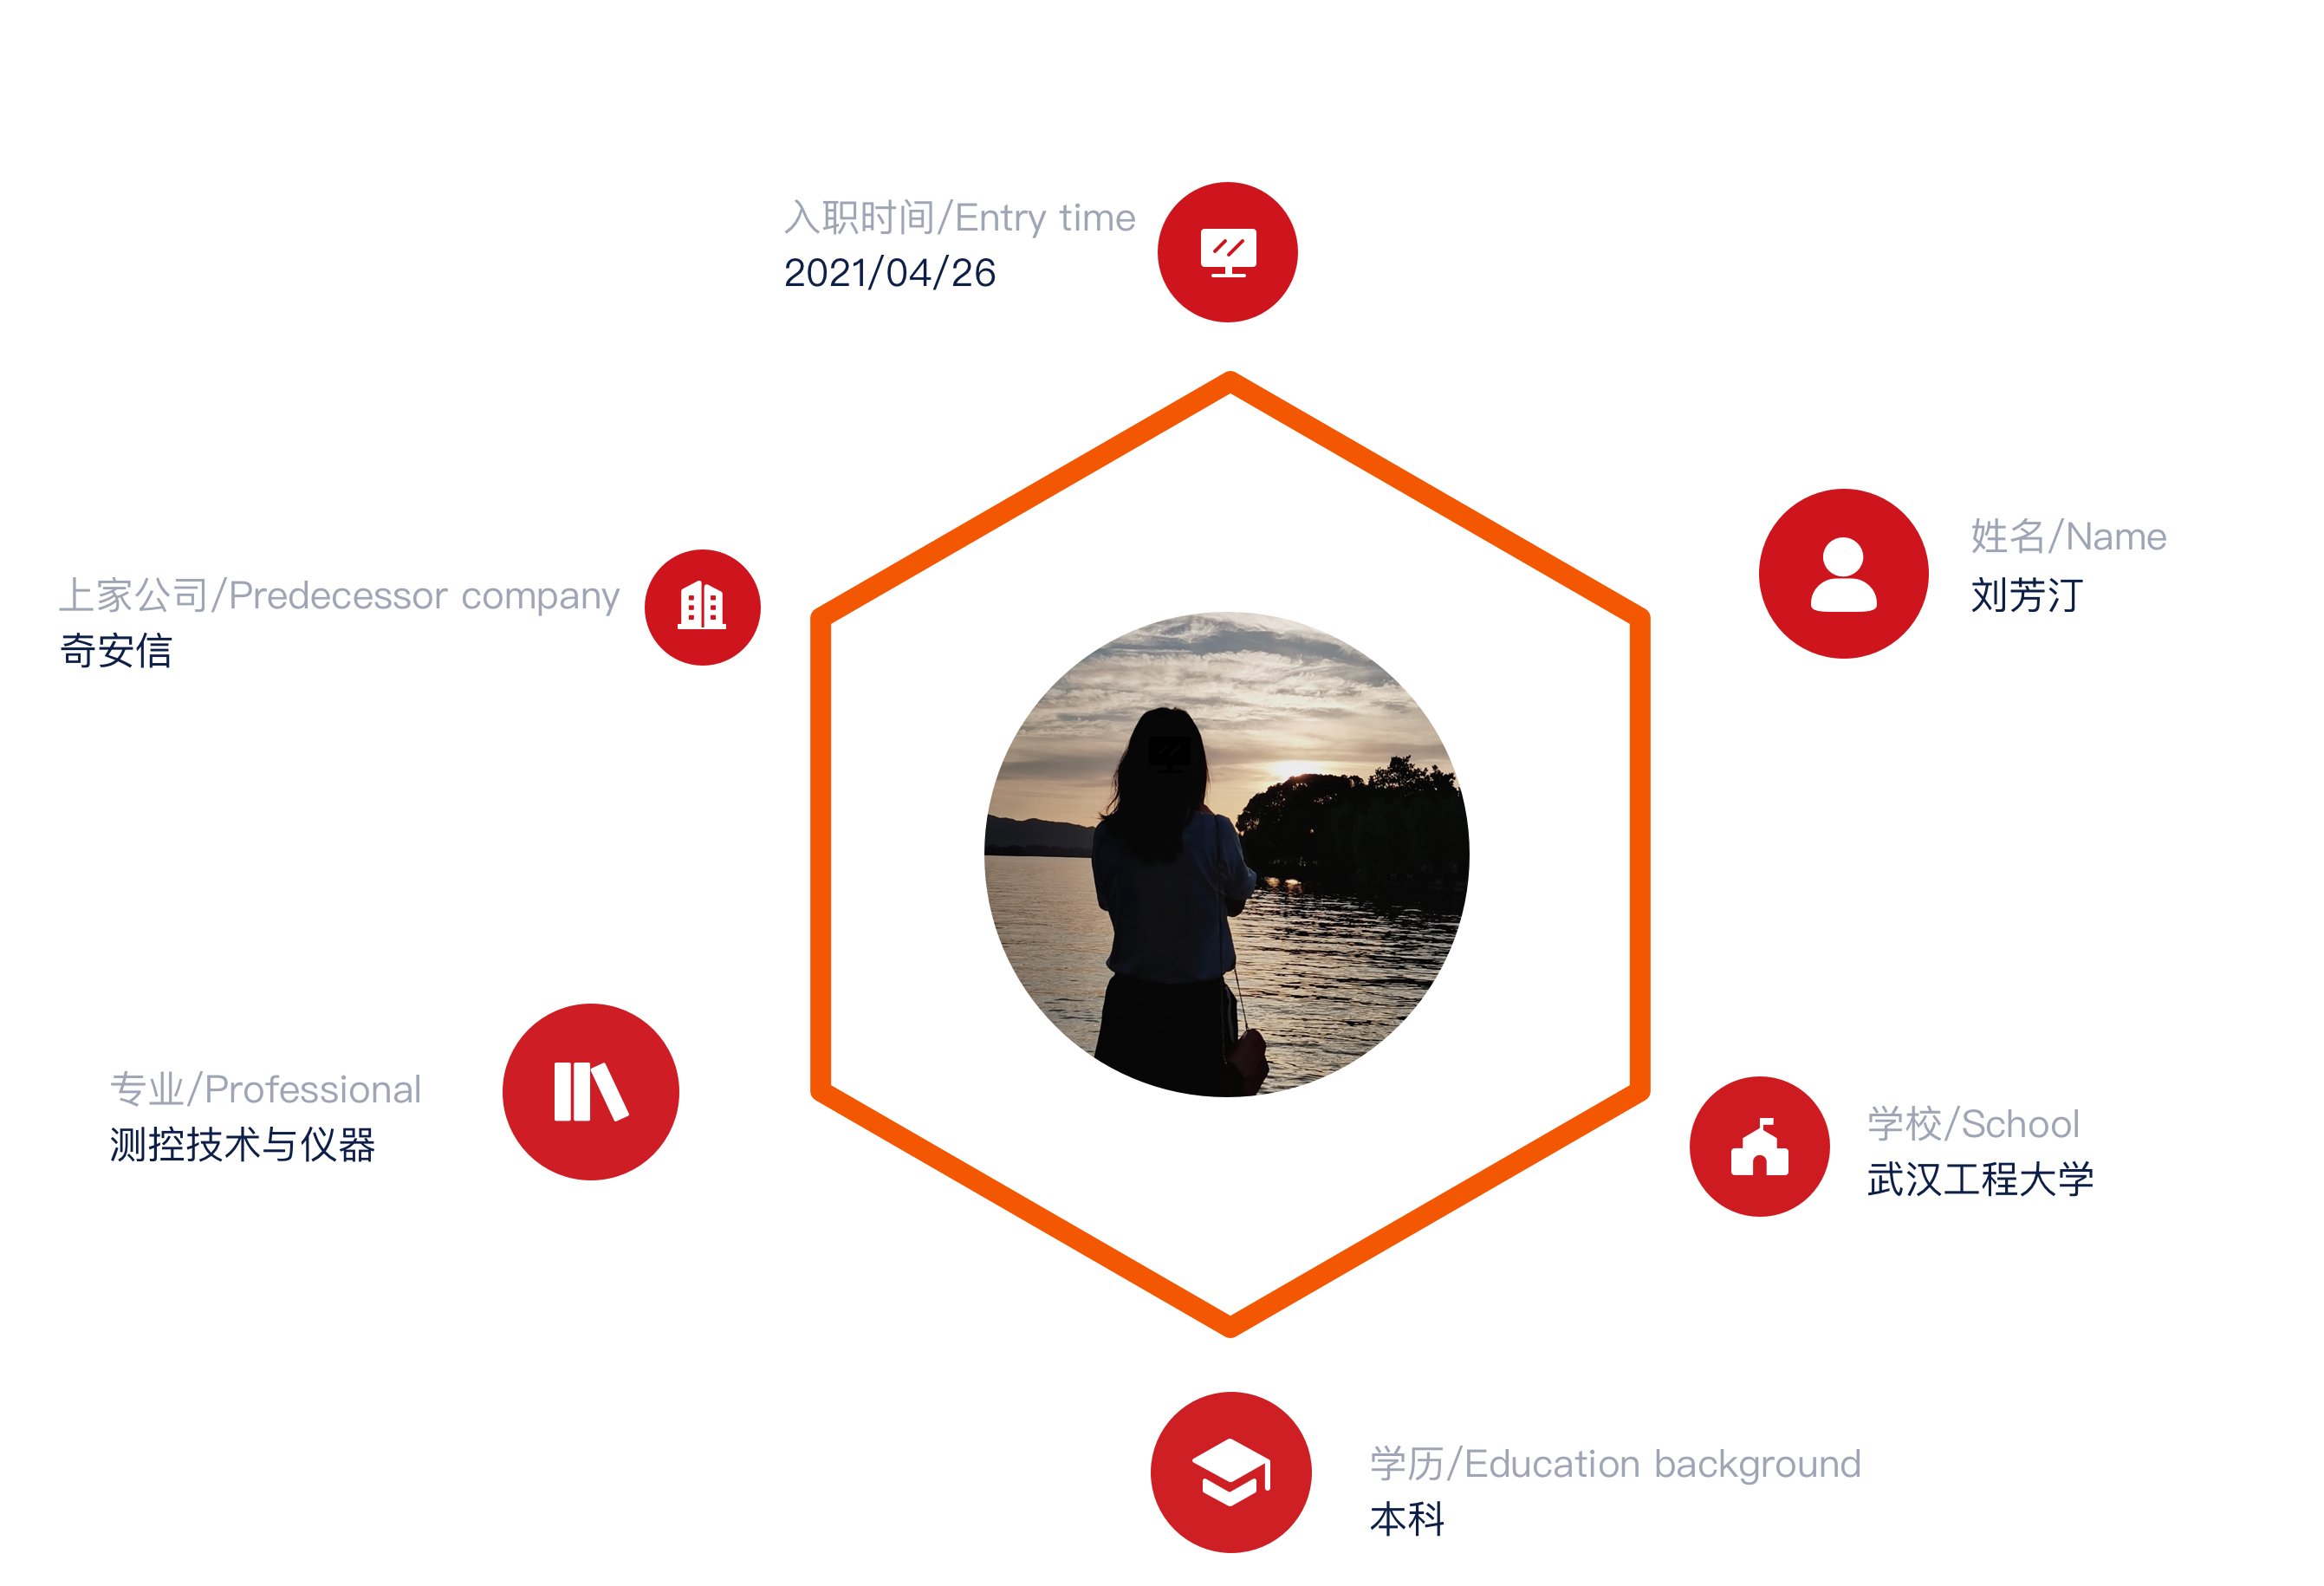 入职时间/Entry time
2021/04/26
姓名/Name
刘芳汀
上家公司/Predecessor company
奇安信
专业/Professional
测控技术与仪器
学校/School
武汉工程大学
学历/Education background
本科